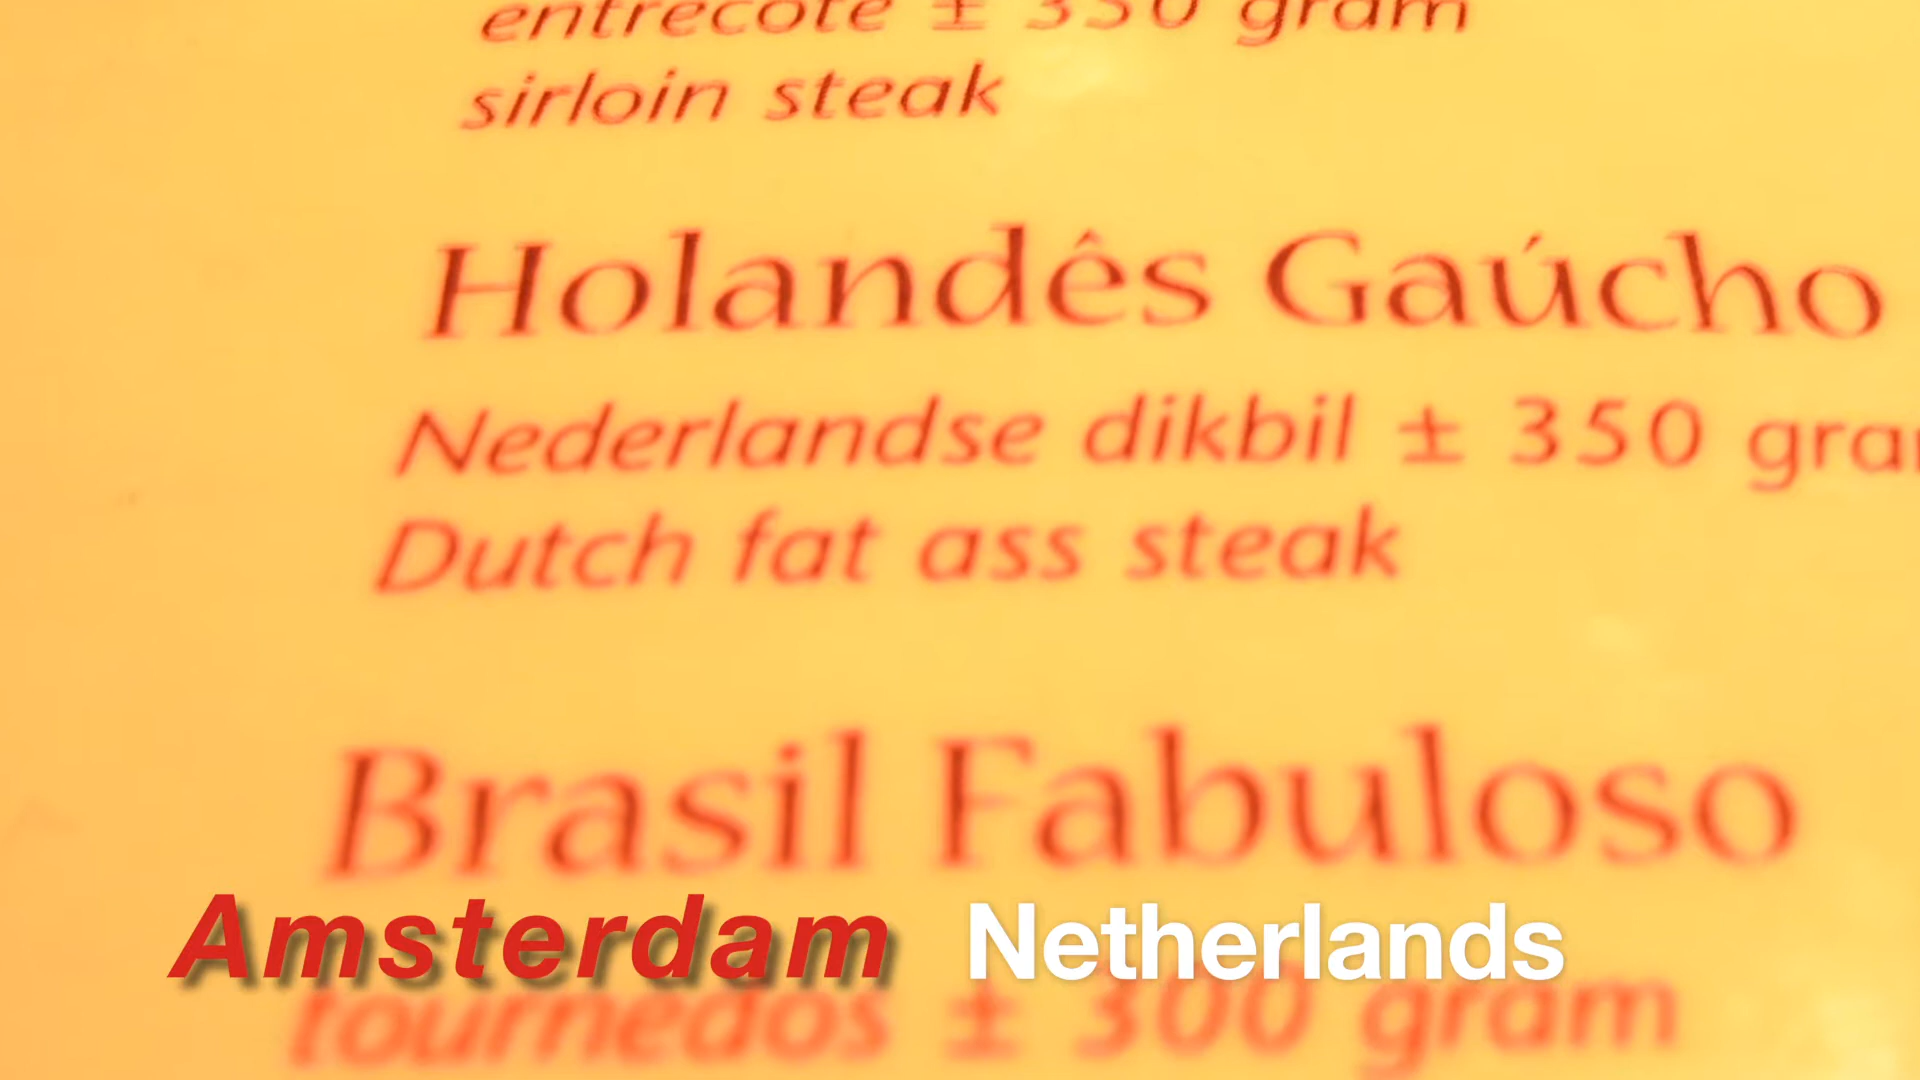 entrecote ± 350 gram
sirloin steak
Holandês Gaúcho
Nederlandse dikbil ± 350 gram
Dutch fat ass steak
Brasil Fabuloso
Amsterdam Netherlands
tournedos ± 300 gram